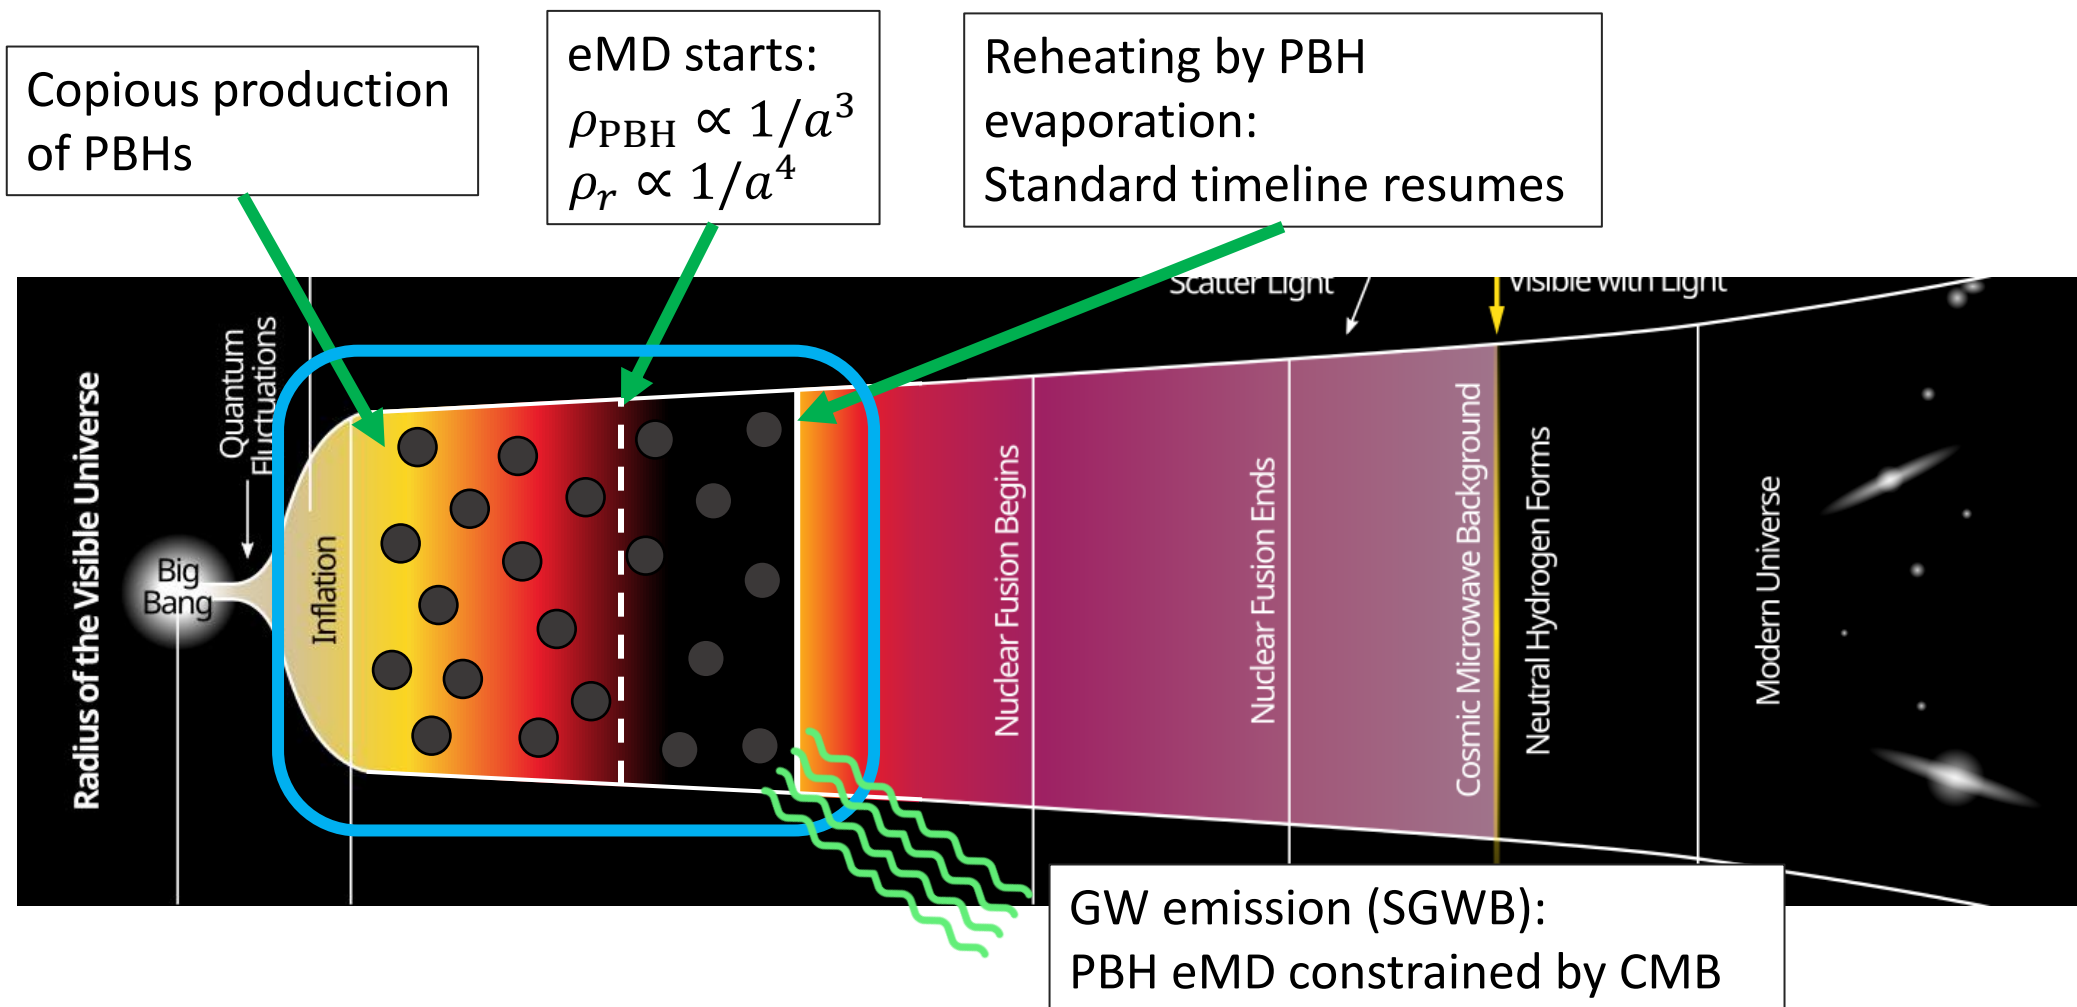 Copious production
of PBHs
eMD starts:
ρ_PBH ∝ 1/a³
ρ_r ∝ 1/a⁴
Reheating by PBH
evaporation:
Standard timeline resumes
Radius of the Visible Universe
Big
Bang
Quantum
Fluctuations
Inflation
Nuclear Fusion Begins
Nuclear Fusion Ends
Scatter Light
Cosmic Microwave Background
Visible with Light
Neutral Hydrogen Forms
Modern Universe
GW emission (SGWB):
PBH eMD constrained by CMB